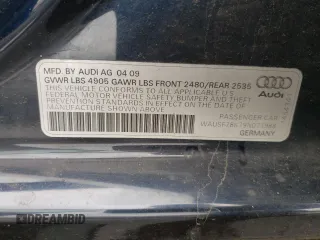 MFD. BY AUDI AG 04 09
GVWR LBS 4905 GAWR LBS FRONT 2480/REAR 2535
THIS VEHICLE CONFORMS TO ALL APPLICABLE U.S.
FEDERAL MOTOR VEHICLE SAFETY BUMPER AND THEFT
PREVENTION STANDARDS IN EFFECT ON THE DATE OF
MANUFACTURE SHOWN ABOVE
Audi
PASSENGER CAR
GERMANY
DREAMBID